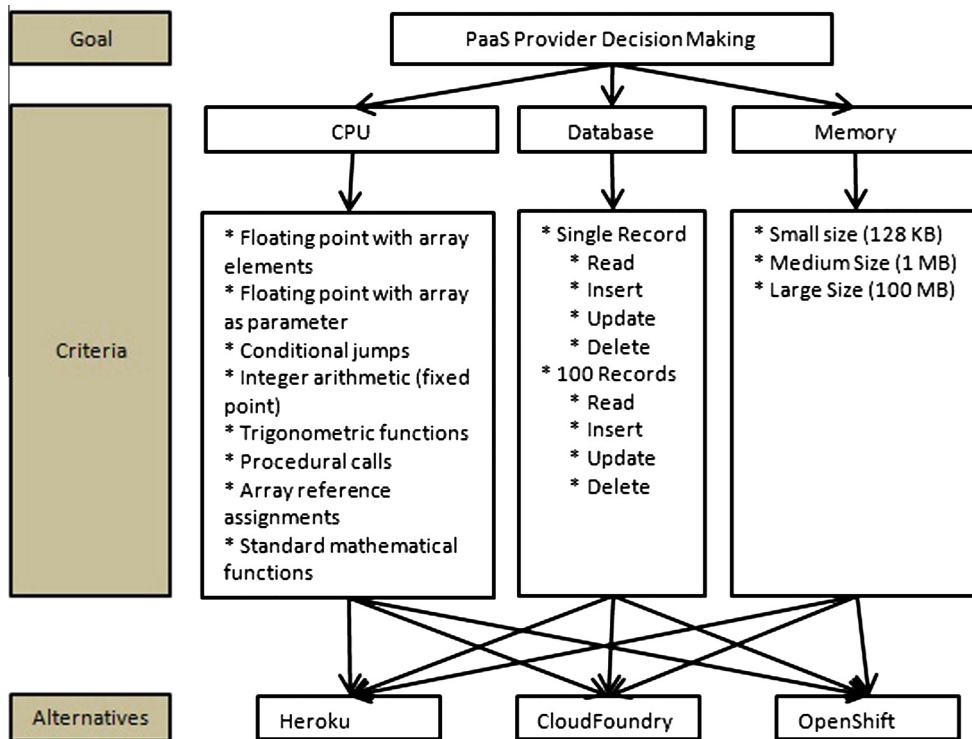 Goal
PaaS Provider Decision Making
CPU
Database
Memory
Criteria
* Floating point with array
elements
* Floating point with array
as parameter
* Conditional jumps
* Integer arithmetic (fixed
point)
* Trigonometric functions
* Procedural calls
* Array reference
assignments
* Standard mathematical
functions
* Single Record
* Read
* Insert
* Update
* Delete
* 100 Records
* Read
* Insert
* Update
* Delete
* Small size (128 KB)
* Medium Size (1 MB)
* Large Size (100 MB)
Alternatives
Heroku
CloudFoundry
OpenShift